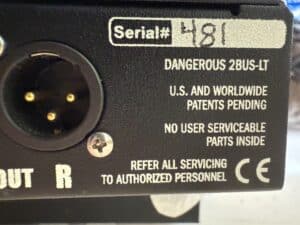 Serial# 481
DANGEROUS 2BUS-LT
U.S. AND WORLDWIDE
PATENTS PENDING
NO USER SERVICEABLE
PARTS INSIDE
REFER ALL SERVICING
TO AUTHORIZED PERSONNEL CE
OUT R